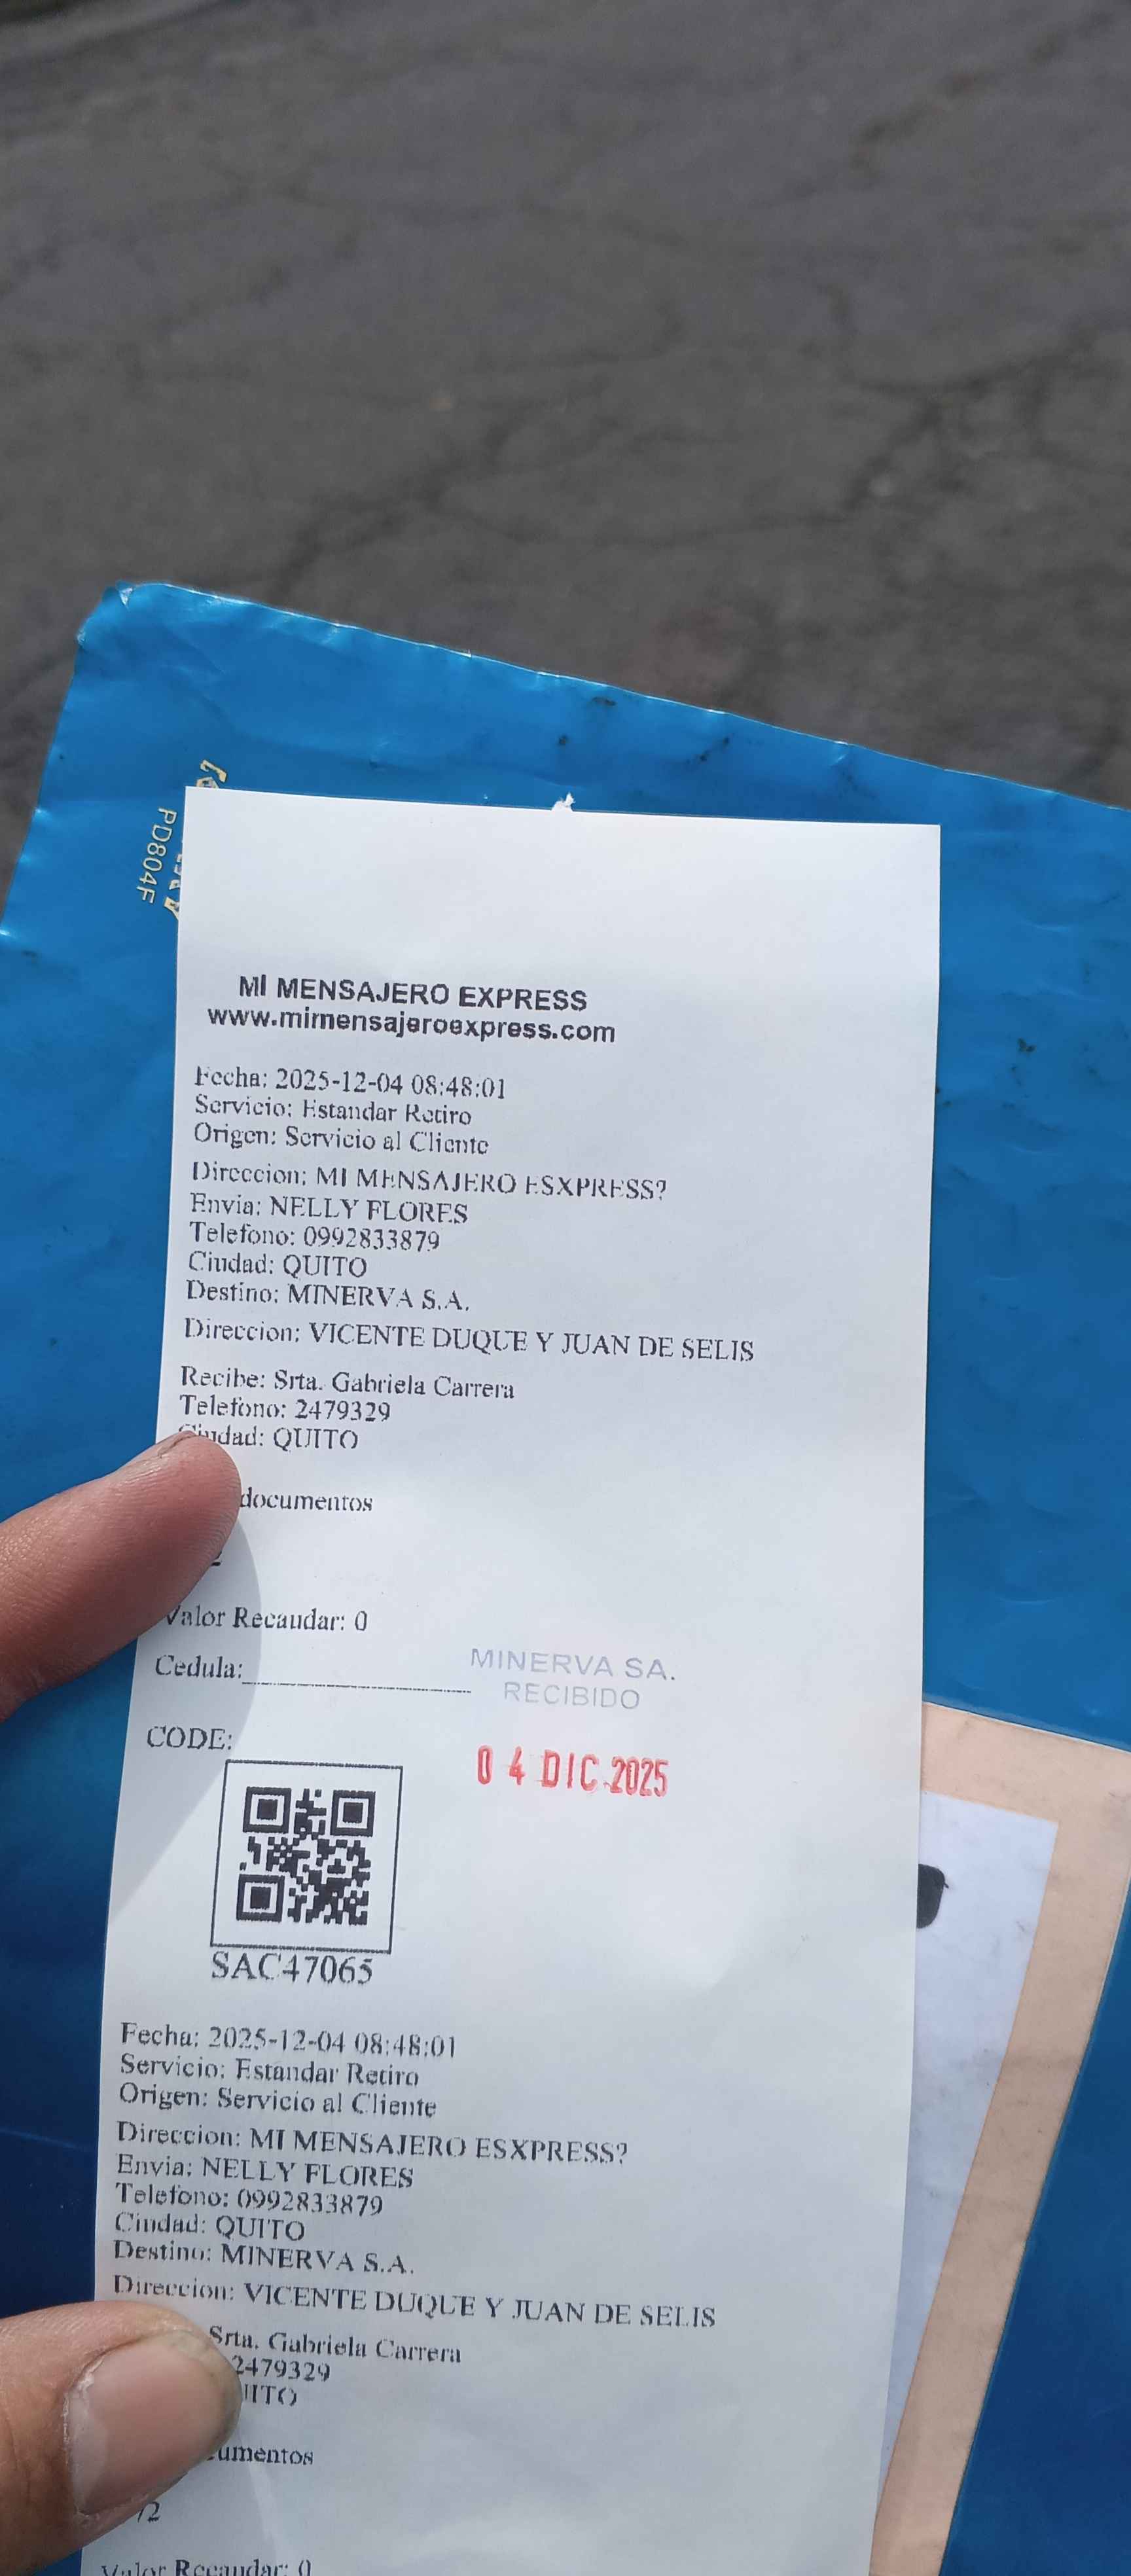 PD804F
MI MENSAJERO EXPRESS
www.mimensajeroexpress.com
Fecha: 2025-12-04 08:48:01
Servicio: Estandar Retiro
Origen: Servicio al Cliente
Direccion: MI MENSAJERO ESXPRESS?
Envia: NELLY FLORES
Telefono: 0992833879
Ciudad: QUITO
Destino: MINERVA S.A.
Direccion: VICENTE DUQUE Y JUAN DE SELIS
Recibe: Srta. Gabriela Carrera
Telefono: 2479329
Ciudad: QUITO
documentos
Valor Recaudar: 0
Cedula:
MINERVA SA.
RECIBIDO
CODE:
04 DIC.2025
SAC47065
Fecha: 2025-12-04 08:48:01
Servicio: Estandar Retiro
Origen: Servicio al Cliente
Direccion: MI MENSAJERO ESXPRESS?
Envia: NELLY FLORES
Telefono: 0992833879
Ciudad: QUITO
Destino: MINERVA S.A.
Direccion: VICENTE DUQUE Y JUAN DE SELIS
Srta. Gabriela Carrera
2479329
UITO
cumentos
/2
Valor Recaudar: 0